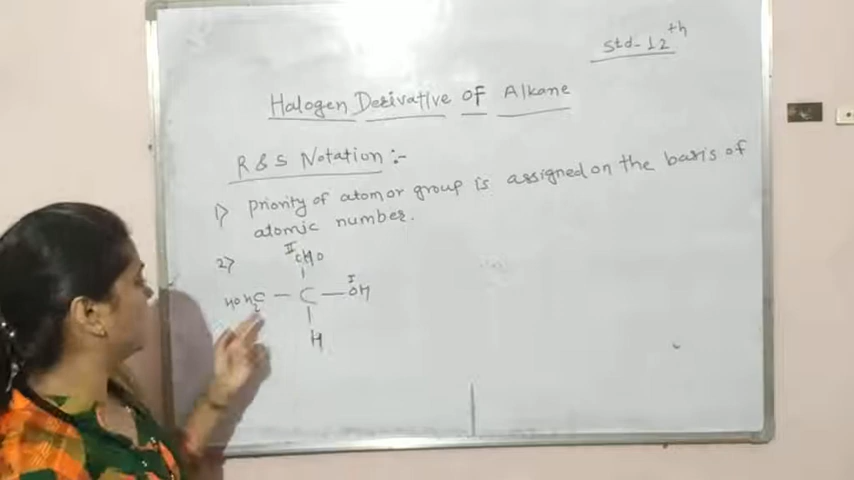 Std-12th
Halogen Derivative of Alkane
R & S Notation :-
1) Priority of atom or group is assigned on the basis of
atomic number.
2)
II
CHO
I
HOH2C — C — OH
H